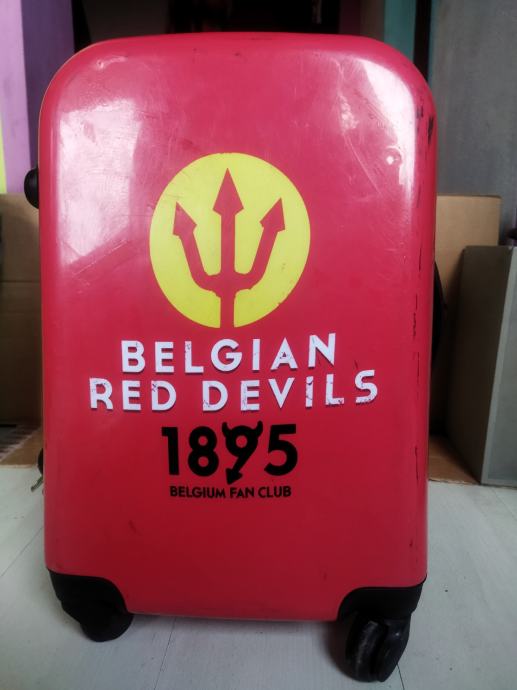 BELGIAN
RED DEVILS
1895
BELGIUM FAN CLUB